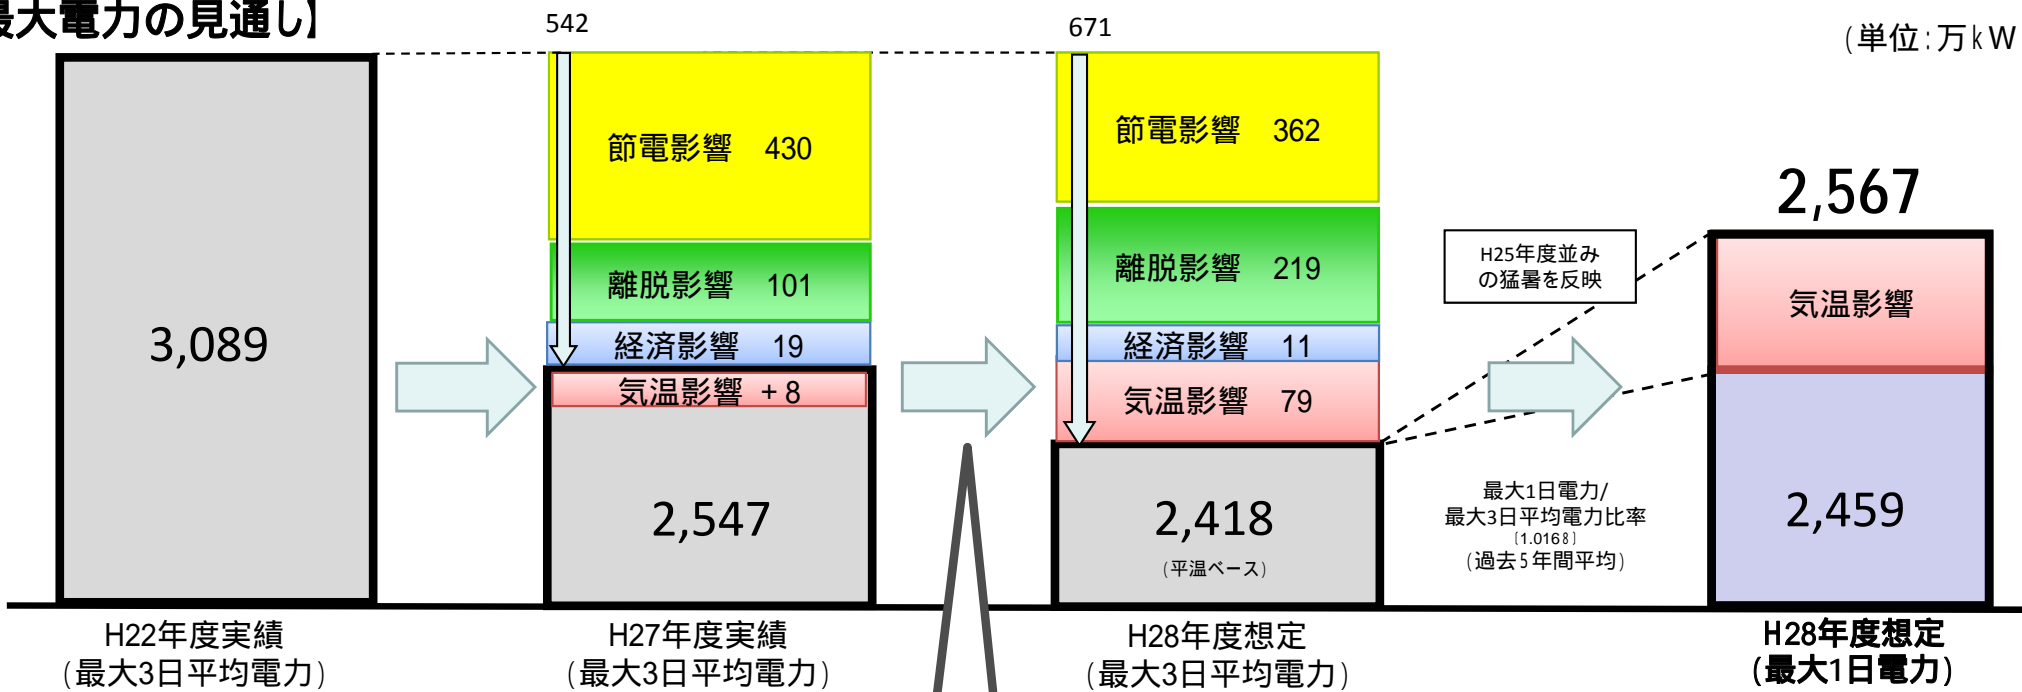 最大電力の見通し】
(単位:万kW
542
671
3,089
節電影響 430
離脱影響 101
経済影響 19
気温影響 +8
2,547
節電影響 362
離脱影響 219
経済影響 11
気温影響 79
2,418
(平温ベース)
H25年度並み
の猛暑を反映
最大1日電力/
最大3日平均電力比率
[1.0168]
(過去5年間平均)
2,567
気温影響
2,459
H22年度実績
(最大3日平均電力)
H27年度実績
(最大3日平均電力)
H28年度想定
(最大3日平均電力)
H28年度想定
(最大1日電力)